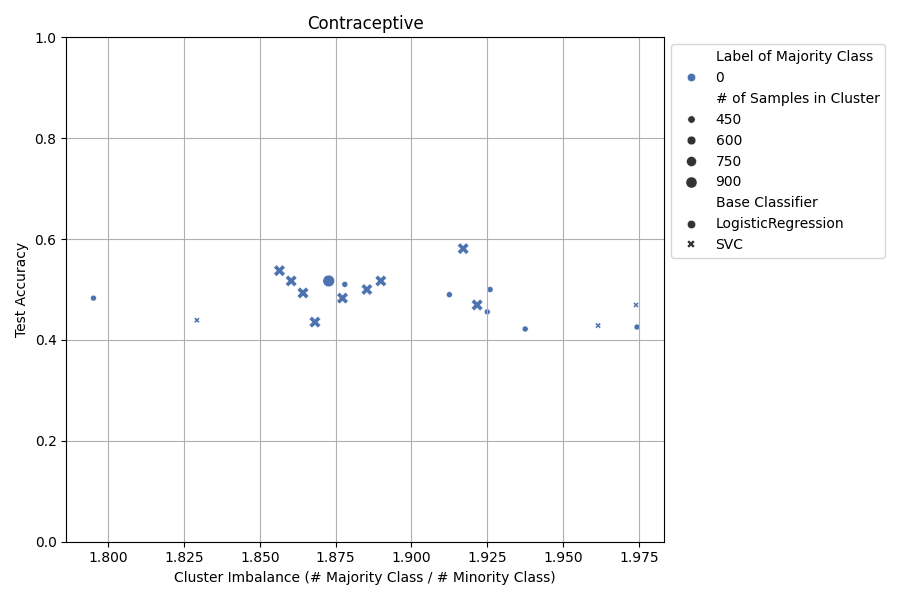 Contraceptive
1.0
0.8
0.6
0.4
0.2
0.0
Test Accuracy
1.800
1.825
1.850
1.875
1.900
1.925
1.950
1.975
Cluster Imbalance (# Majority Class / # Minority Class)
Label of Majority Class
0
# of Samples in Cluster
450
600
750
900
Base Classifier
LogisticRegression
SVC